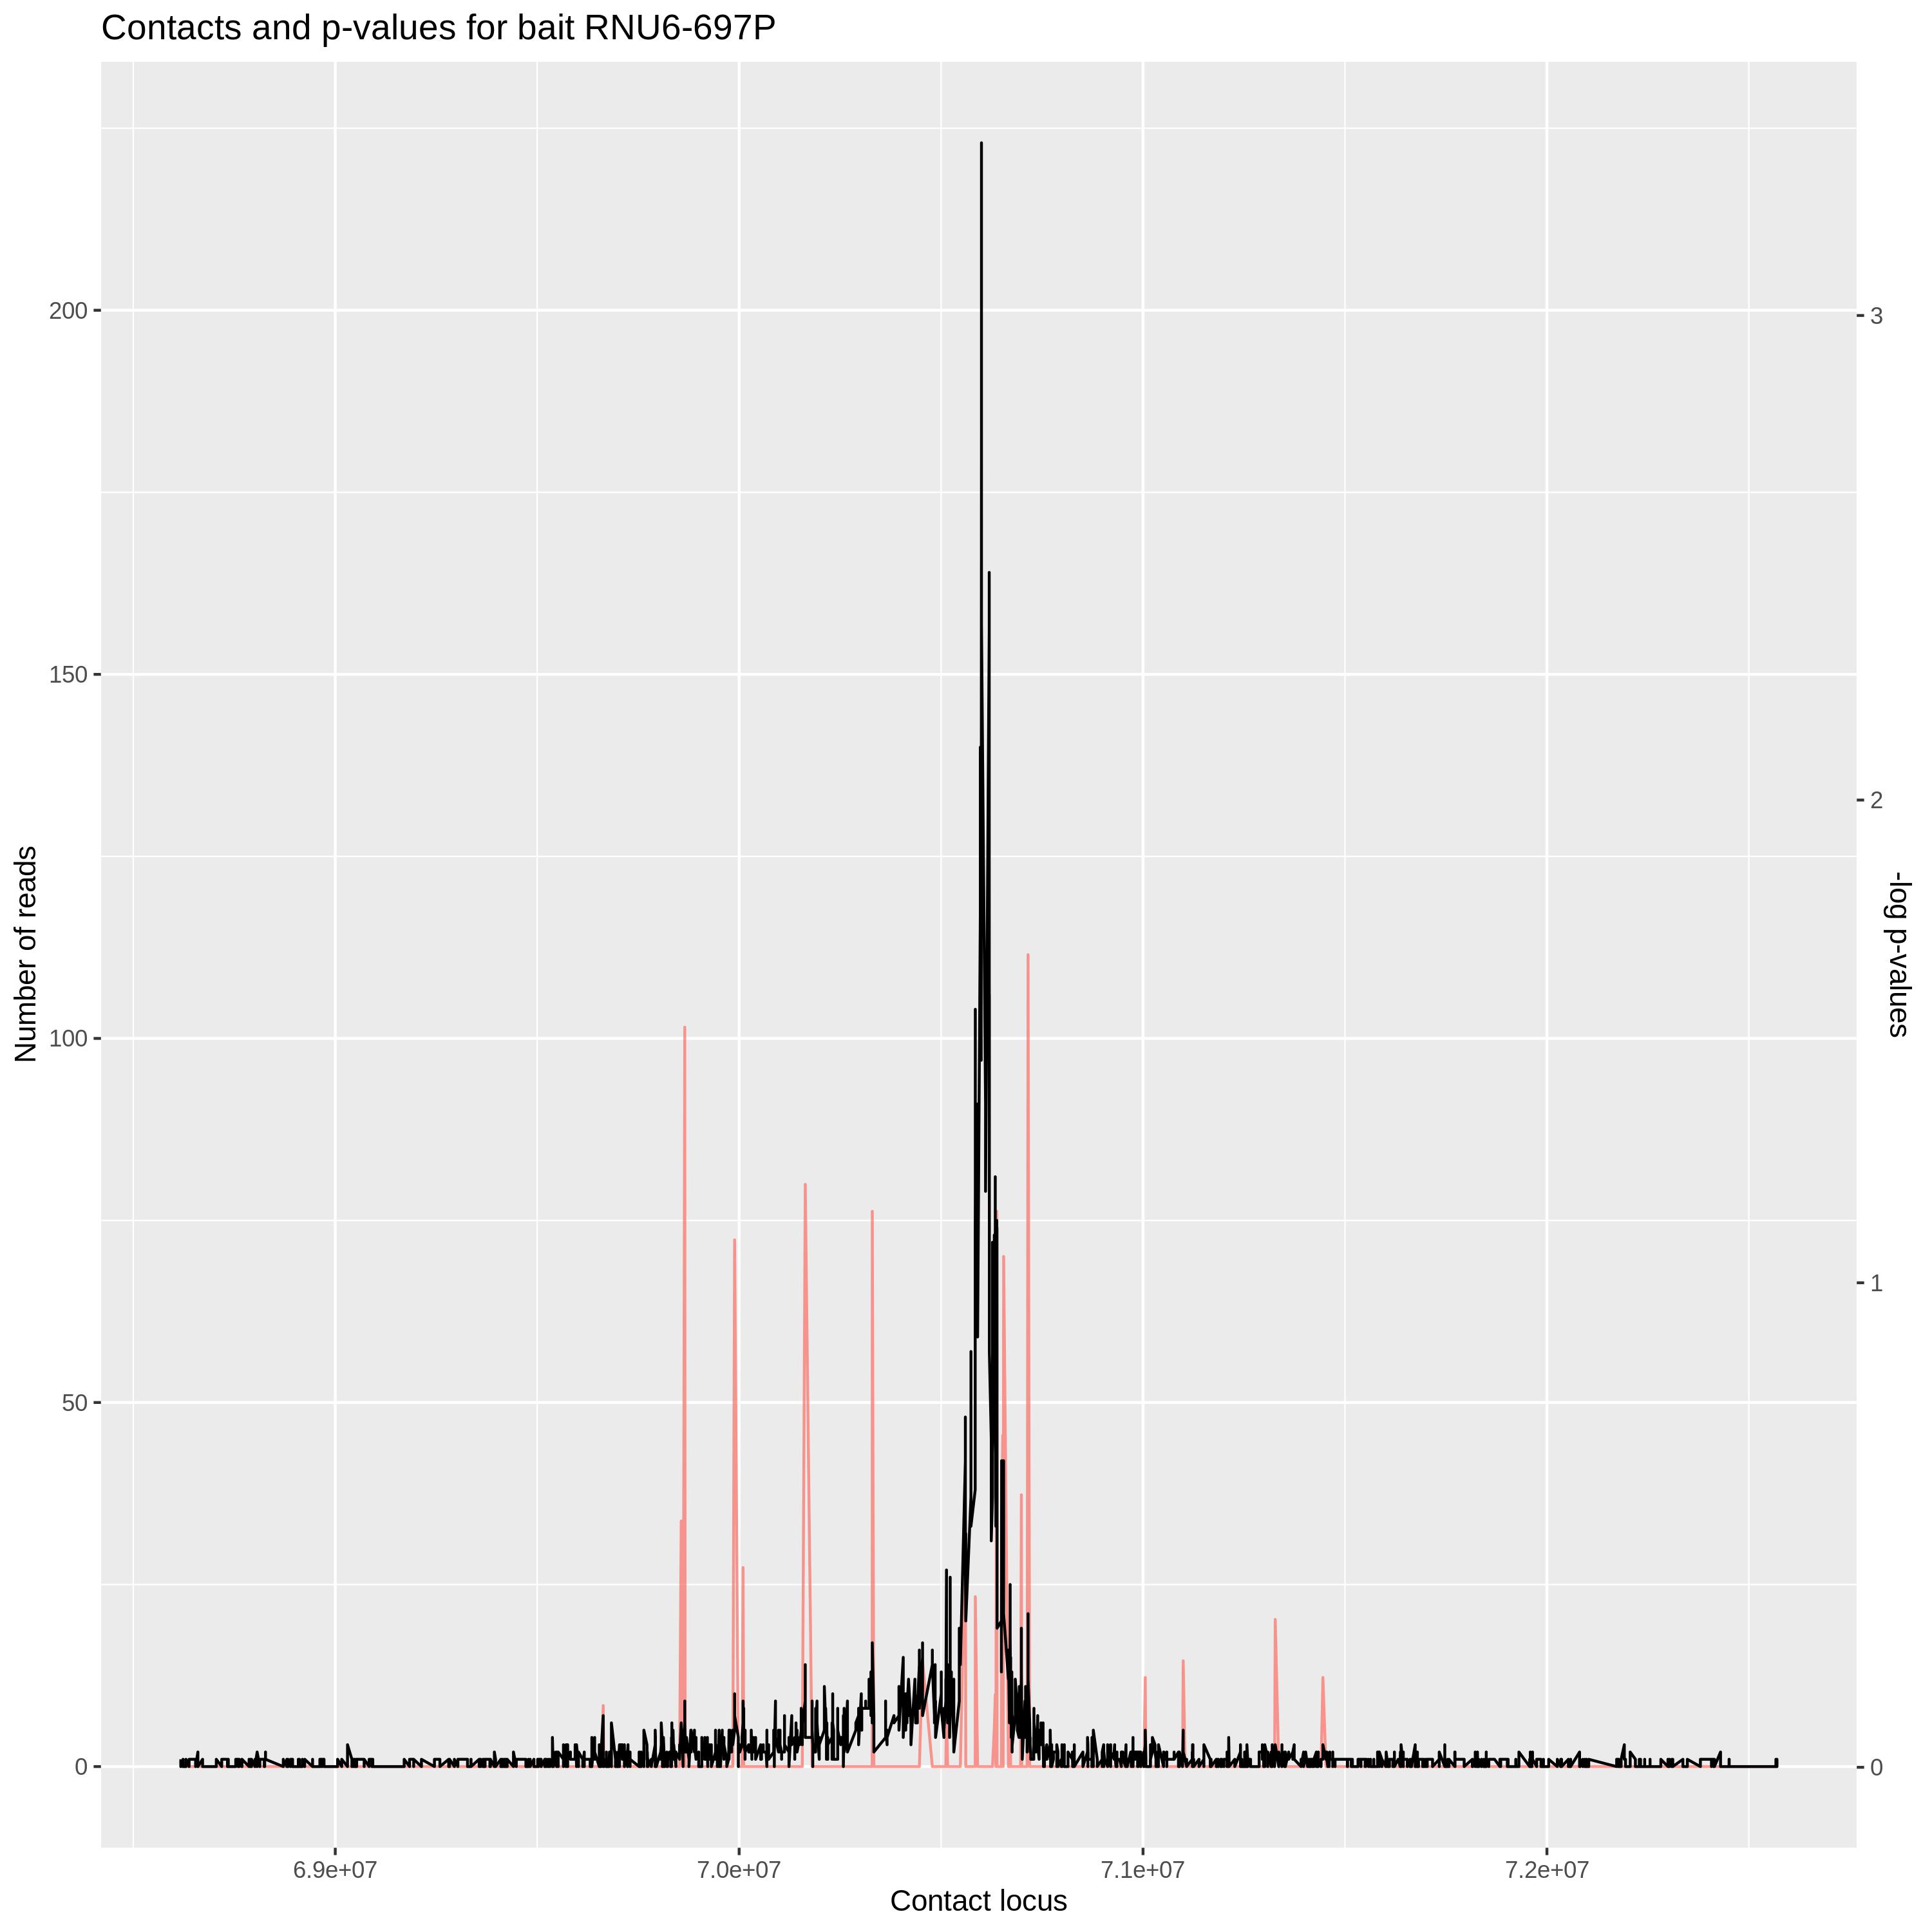 Contacts and p-values for bait RNU6-697P
200
150
100
50
0
Number of reads
3
2
1
0
-log p-values
6.9e+07
7.0e+07
7.1e+07
7.2e+07
Contact locus